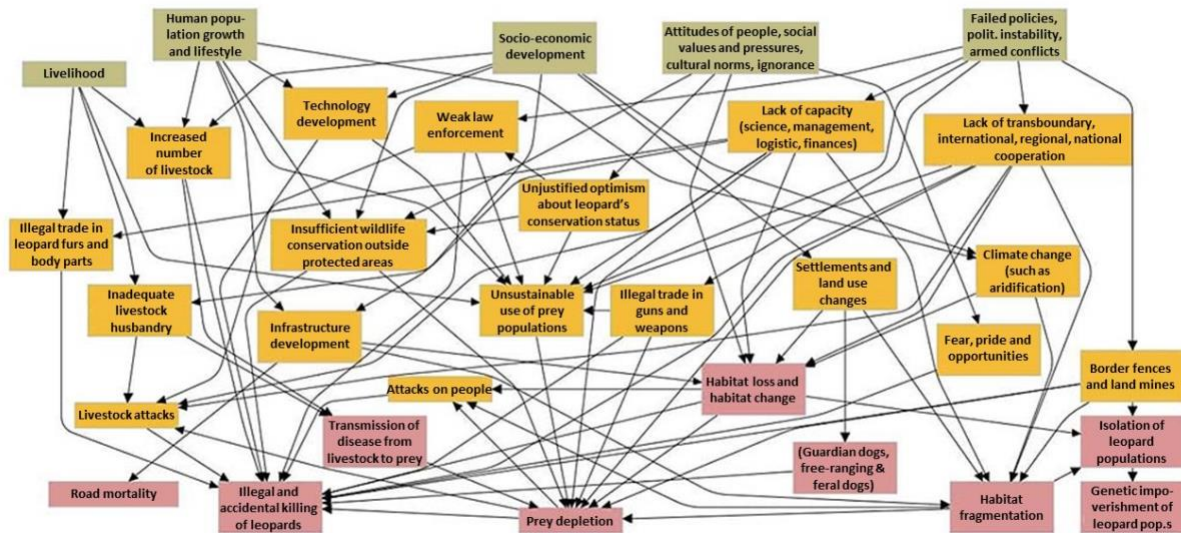 Human popu-
lation growth
and lifestyle
Socio-economic
development
Attitudes of people, social
values and pressures,
cultural norms, ignorance
Failed policies,
polit. instability,
armed conflicts
Livelihood
Technology
development
Weak law
enforcement
Lack of capacity
(science, management,
logistic, finances)
Lack of transboundary,
international, regional, national
cooperation
Increased
number
of livestock
Unjustified optimism
about leopard's
conservation status
Illegal trade in
leopard furs and
body parts
Insufficient wildlife
conservation outside
protected areas
Settlements and
land use
changes
Climate change
(such as
aridification)
Inadequate
livestock
husbandry
Infrastructure
development
Unsustainable
use of prey
populations
Illegal trade in
guns and
weapons
Fear, pride and
opportunities
Livestock attacks
Attacks on people
Habitat loss and
habitat change
Border fences
and land mines
Transmission of
disease from
livestock to prey
(Guardian dogs,
free-ranging &
feral dogs)
Isolation of
leopard
populations
Road mortality
Illegal and
accidental killing
of leopards
Prey depletion
Habitat
fragmentation
Genetic impo-
verishment of
leopard pop.s